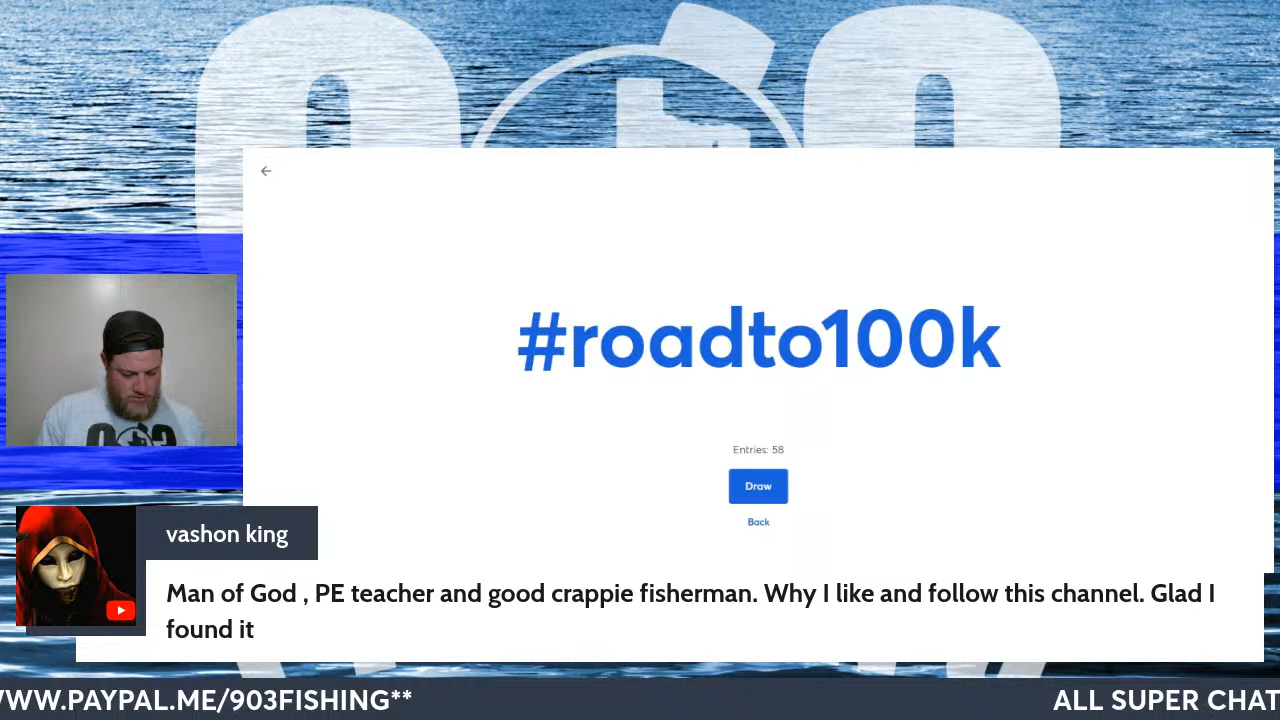 #roadto100k
Entries: 58
Draw
Back
vashon king
Man of God , PE teacher and good crappie fisherman. Why I like and follow this channel. Glad I
found it
WW.PAYPAL.ME/903FISHING** ALL SUPER CHAT